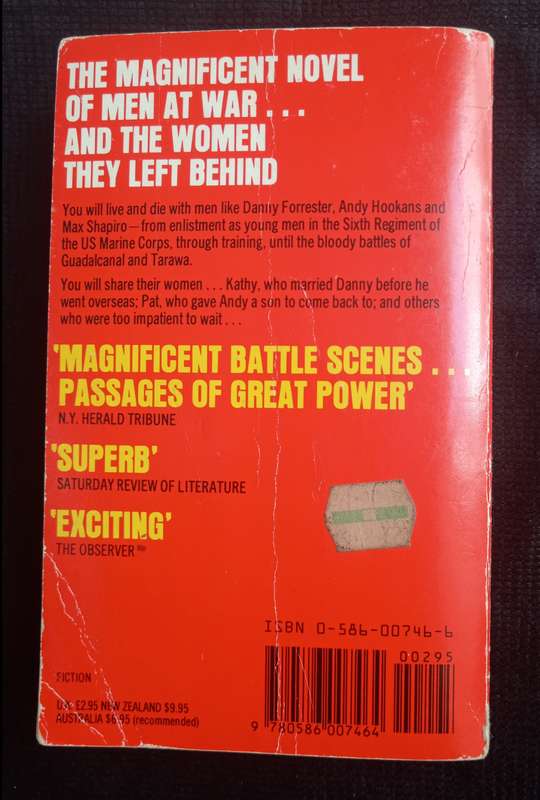 THE MAGNIFICENT NOVEL
OF MEN AT WAR . . .
AND THE WOMEN
THEY LEFT BEHIND
You will live and die with men like Danny Forrester, Andy Hookans and
Max Shapiro — from enlistment as young men in the Sixth Regiment of
the US Marine Corps, through training, until the bloody battles of
Guadalcanal and Tarawa.
You will share their women . . . Kathy, who married Danny before he
went overseas; Pat, who gave Andy a son to come back to; and others
who were too impatient to wait . . .
'MAGNIFICENT BATTLE SCENES . . .
PASSAGES OF GREAT POWER'
N.Y. HERALD TRIBUNE
'SUPERB'
SATURDAY REVIEW OF LITERATURE
'EXCITING'
THE OBSERVER
ISBN 0-586-00746-6
00295
9 780586 007464
FICTION
£2.95 NEW ZEALAND $9.95
AUSTRALIA $6.95 (recommended)